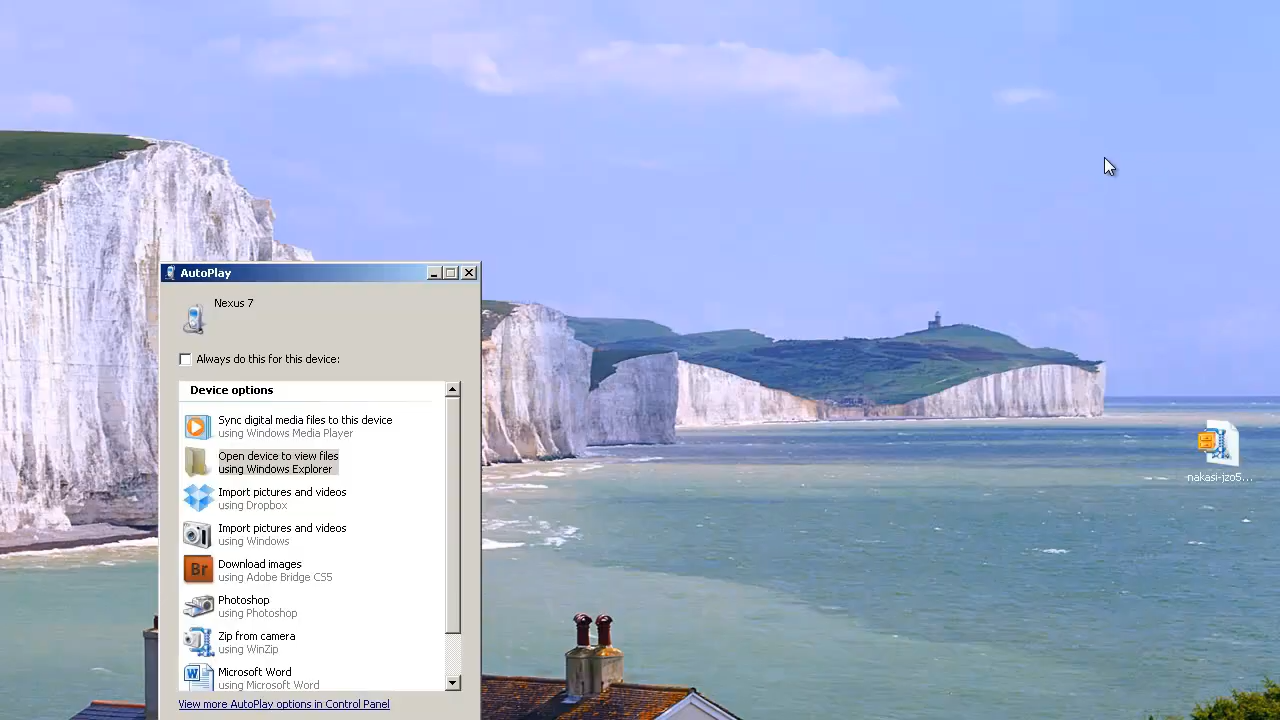 AutoPlay
Nexus 7
Always do this for this device:
Device options
Sync digital media files to this device
using Windows Media Player
Open device to view files
using Windows Explorer
Import pictures and videos
using Dropbox
Import pictures and videos
using Windows
Br
Download images
using Adobe Bridge CS5
Photoshop
using Photoshop
Zip from camera
using WinZip
W
Microsoft Word
using Microsoft Word
View more AutoPlay options in Control Panel
nakasi-jzo5...